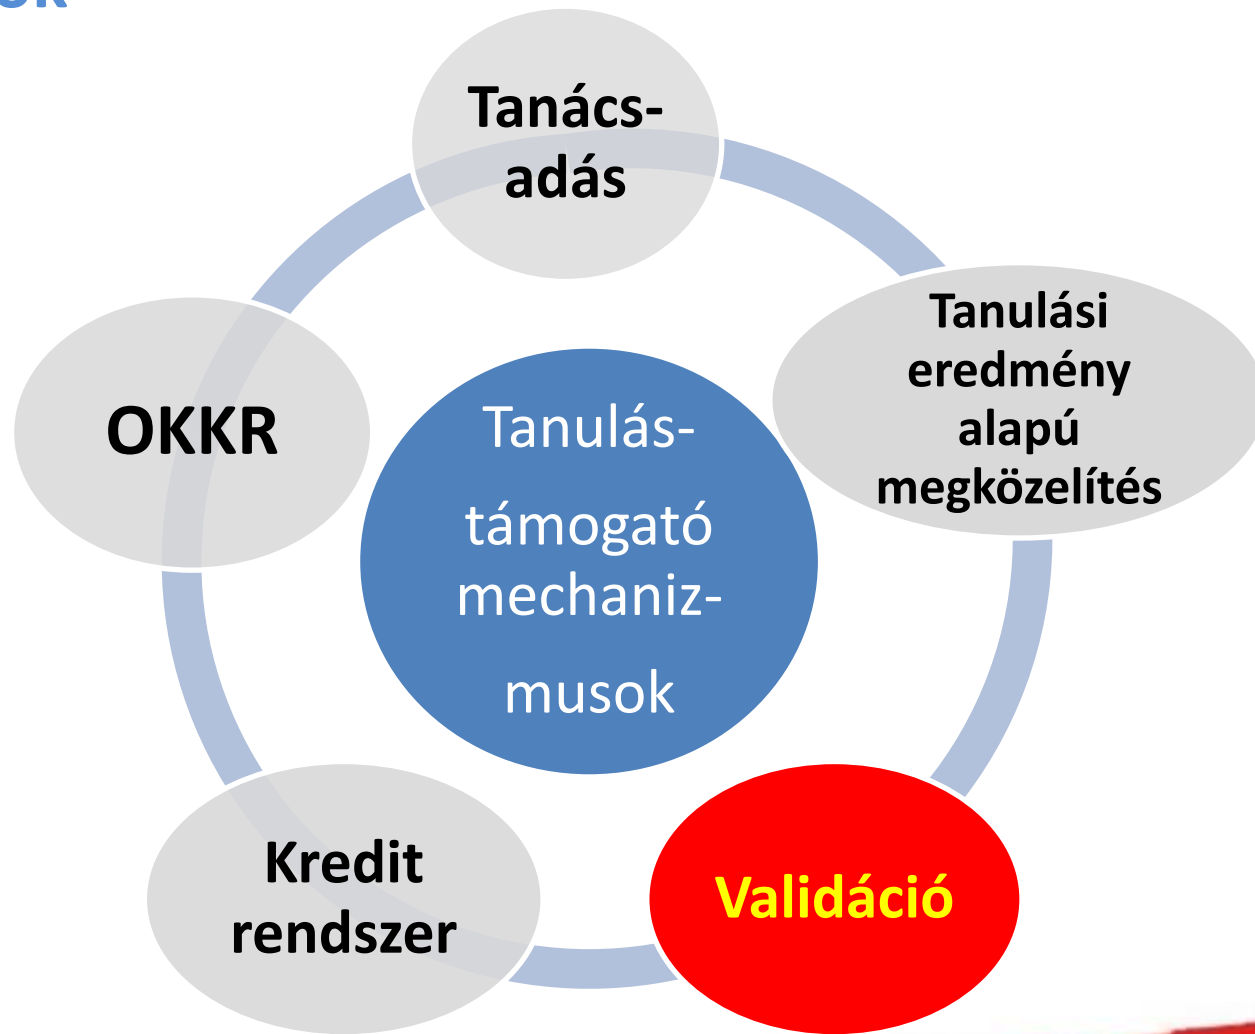 Tanács-
adás
Tanulási
eredmény
alapú
megközelítés
OKKR
Tanulás-
támogató
mechaniz-
musok
Kredit
rendszer
Validáció